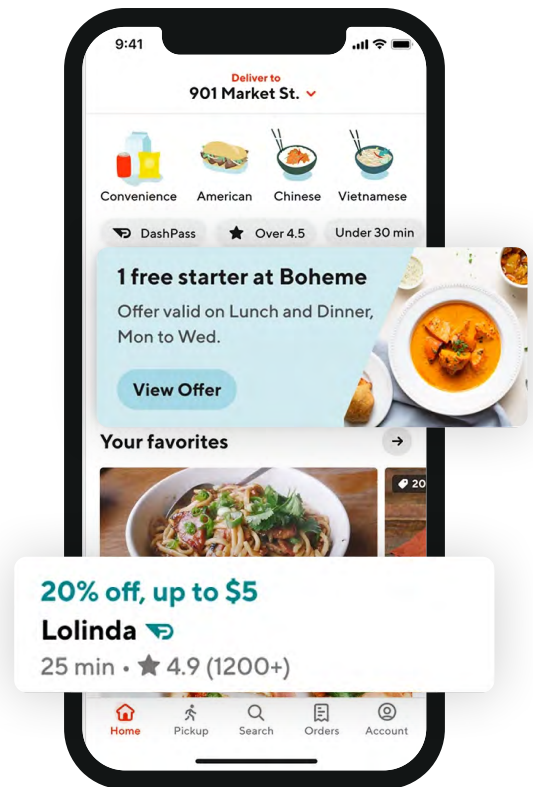 9:41
Deliver to
901 Market St.
Convenience American Chinese Vietnamese
DashPass Over 4.5 Under 30 min
1 free starter at Boheme
Offer valid on Lunch and Dinner,
Mon to Wed.
View Offer
Your favorites
20
20% off, up to $5
Lolinda
25 min • ★ 4.9 (1200+)
Home Pickup Search Orders Account